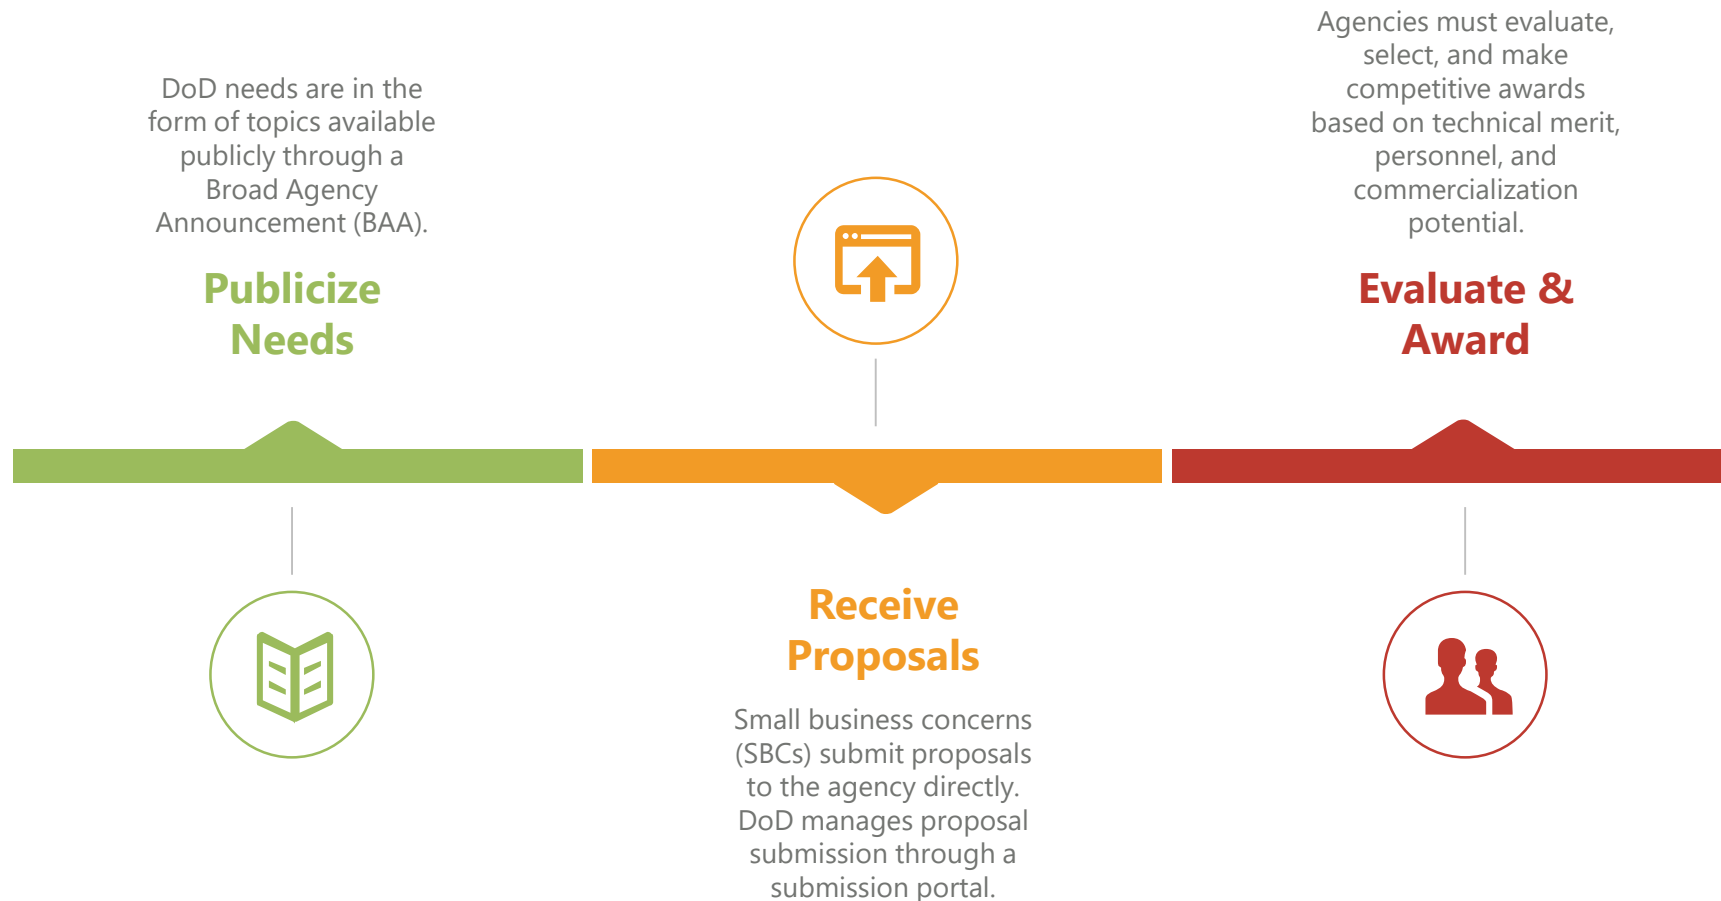 DoD needs are in the
form of topics available
publicly through a
Broad Agency
Announcement (BAA).
Publicize
Needs
Receive
Proposals
Small business concerns
(SBCs) submit proposals
to the agency directly.
DoD manages proposal
submission through a
submission portal.
Agencies must evaluate,
select, and make
competitive awards
based on technical merit,
personnel, and
commercialization
potential.
Evaluate &
Award